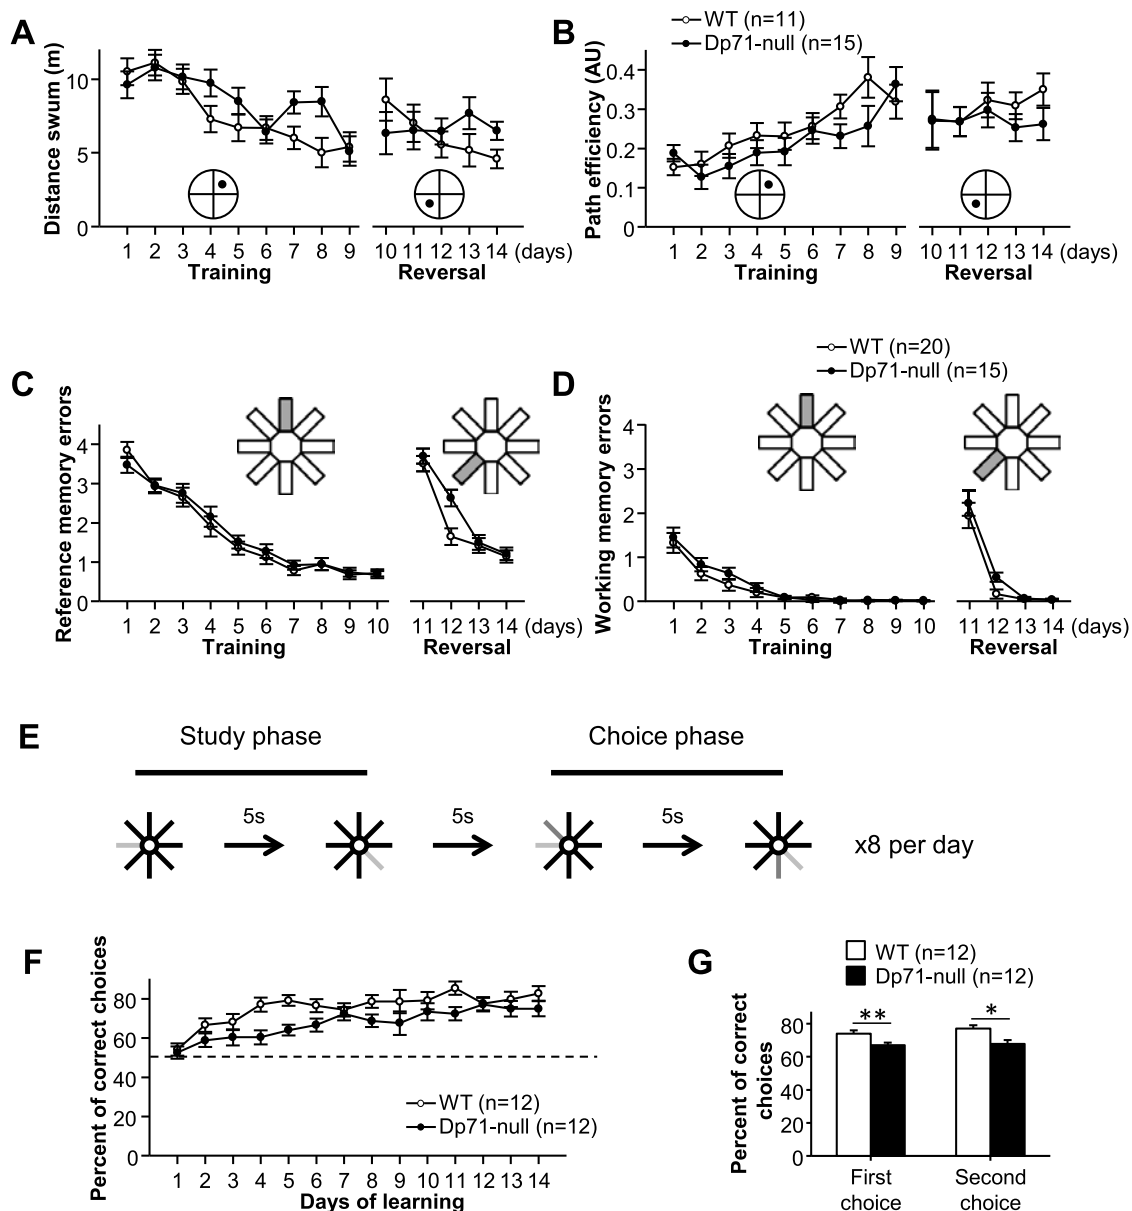 A
Distance swum (m)
10
5
0
1 2 3 4 5 6 7 8 9
Training
10 11 12 13 14 (days)
Reversal
B
WT (n=11)
Dp71-null (n=15)
Path efficiency (AU)
0.4
0.3
0.2
0.1
0
1 2 3 4 5 6 7 8 9
Training
10 11 12 13 14 (days)
Reversal
C
Reference memory errors
4
3
2
1
0
1 2 3 4 5 6 7 8 9 10
Training
11 12 13 14 (days)
Reversal
D
WT (n=20)
Dp71-null (n=15)
Working memory errors
4
3
2
1
0
1 2 3 4 5 6 7 8 9 10
Training
11 12 13 14 (days)
Reversal
E
Study phase
Choice phase
5s
5s
5s
x8 per day
F
Percent of correct choices
80
60
40
20
0
WT (n=12)
Dp71-null (n=12)
1 2 3 4 5 6 7 8 9 10 11 12 13 14
Days of learning
G
WT (n=12)
Dp71-null (n=12)
Percent of correct
choices
80
60
40
20
0
**
*
First
choice
Second
choice